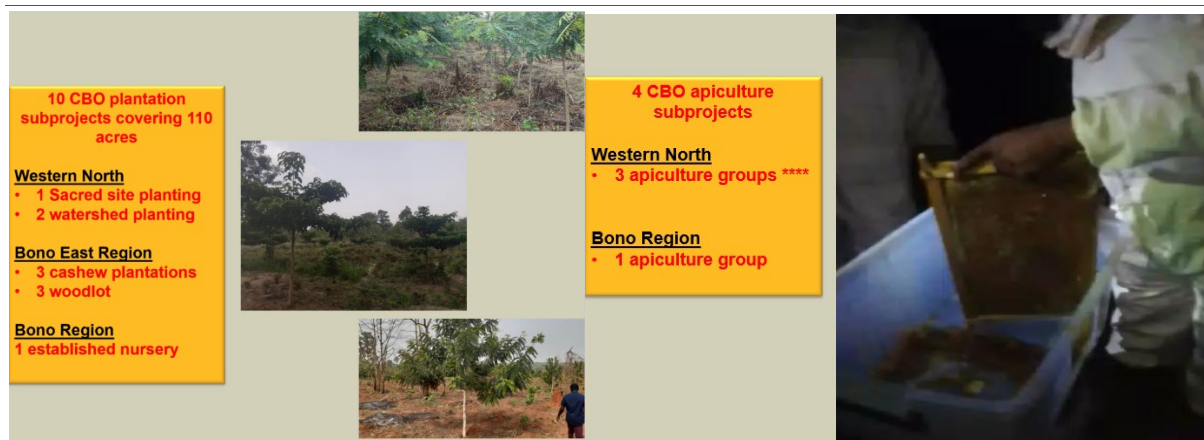 10 CBO plantation
subprojects covering 110
acres
Western North
• 1 Sacred site planting
• 2 watershed planting
Bono East Region
• 3 cashew plantations
• 3 woodlot
Bono Region
1 established nursery
4 CBO apiculture
subprojects
Western North
• 3 apiculture groups ****
Bono Region
• 1 apiculture group